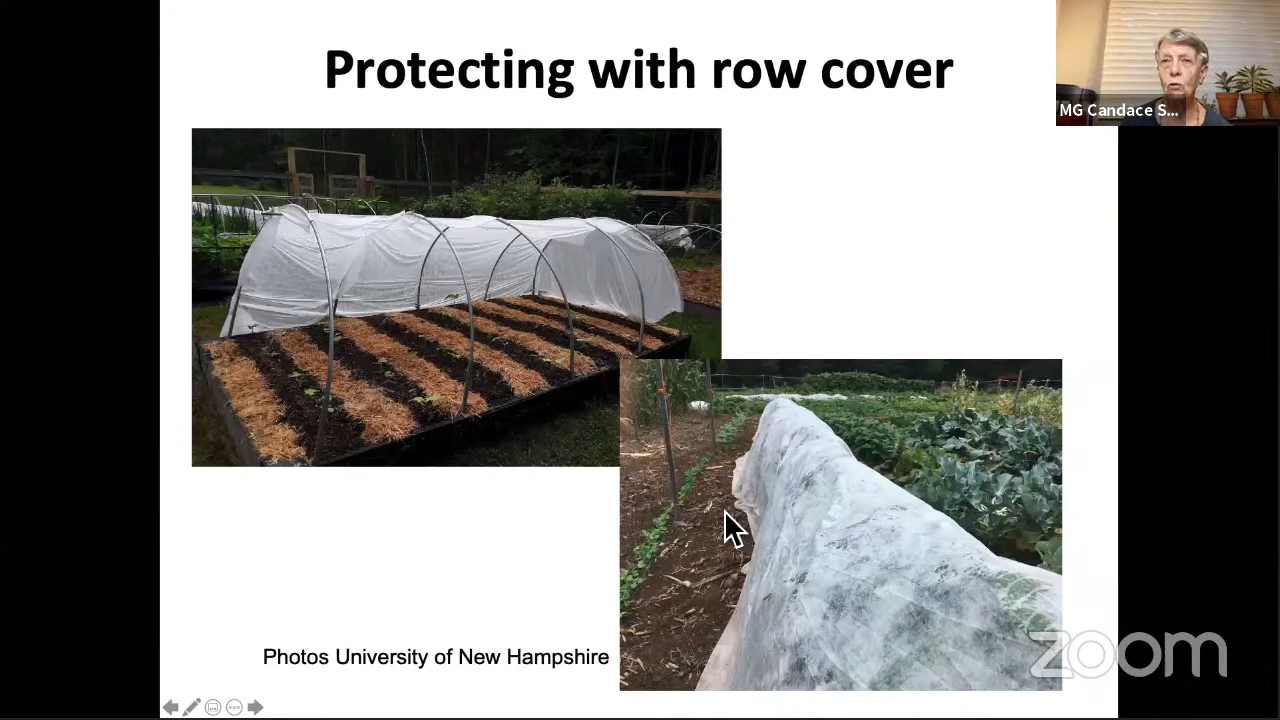 Protecting with row cover
MG Candace S...
Photos University of New Hampshire
zoom